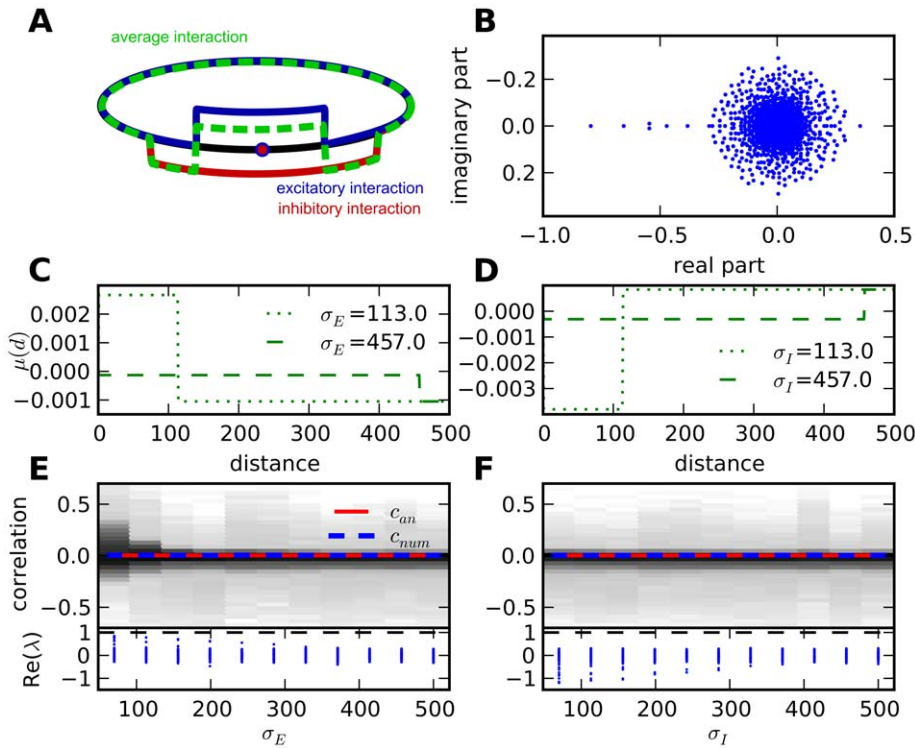 A
average interaction
excitatory interaction
inhibitory interaction
B
imaginary part
−0.2
0.0
0.2
−1.0 −0.5 0.0 0.5
real part
C
μ(d)
0.002
0.001
−0.000
−0.001
σ_E =113.0
σ_E =457.0
0 100 200 300 400 500
distance
D
0.000
−0.001
−0.002
−0.003
σ_I =113.0
σ_I =457.0
0 100 200 300 400 500
distance
E
correlation
0.5
0.0
−0.5
c_an
c_num
Re(λ)
1
0
−1
100 200 300 400 500
σ_E
F
0.5
0.0
−0.5
1
0
−1
100 200 300 400 500
σ_I